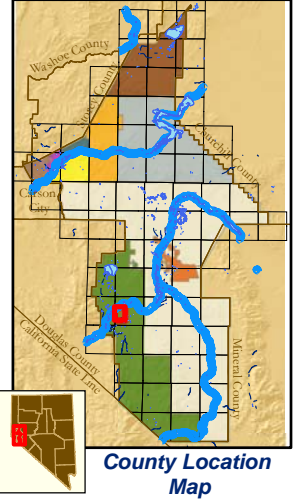 Washoe County
Storey County
Churchill County
Carson
City
Douglas County
California State Line
Mineral County
County Location
Map